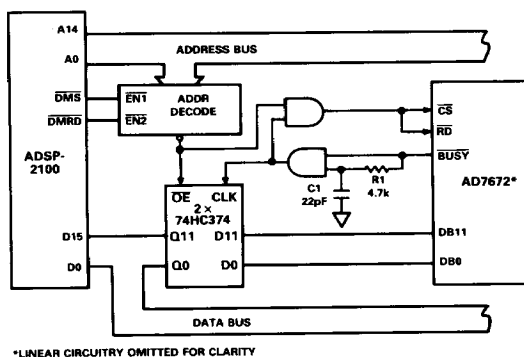 A14
ADDRESS BUS
A0
DMS
EN1
ADDR
DECODE
DMRD
EN2
CS
RD
BUSY
ADSP-
2100
AD7672*
R1
4.7k
C1
22pF
OE CLK
2 ×
74HC374
D15
Q11 D11
DB11
D0
Q0 D0
DB0
DATA BUS
*LINEAR CIRCUITRY OMITTED FOR CLARITY